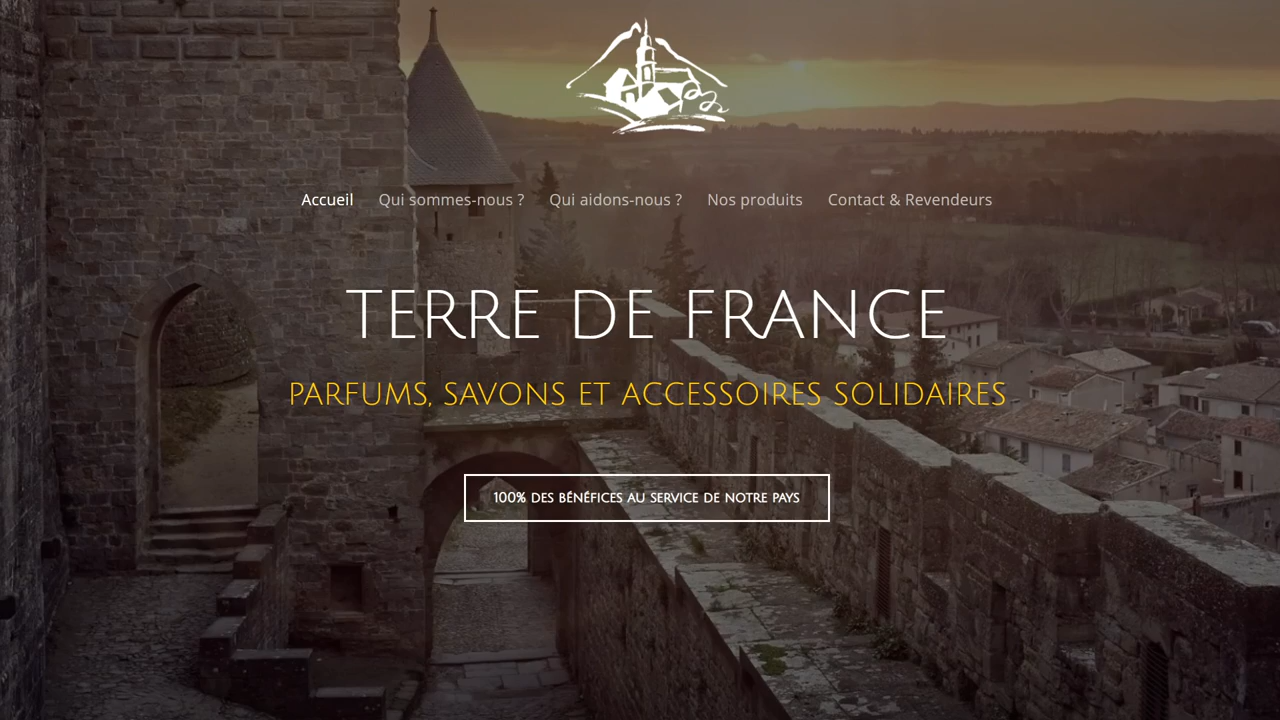 Accueil Qui sommes-nous ? Qui aidons-nous ? Nos produits Contact & Revendeurs
TERRE DE FRANCE
PARFUMS, SAVONS ET ACCESSOIRES SOLIDAIRES
100% DES BÉNÉFICES AU SERVICE DE NOTRE PAYS